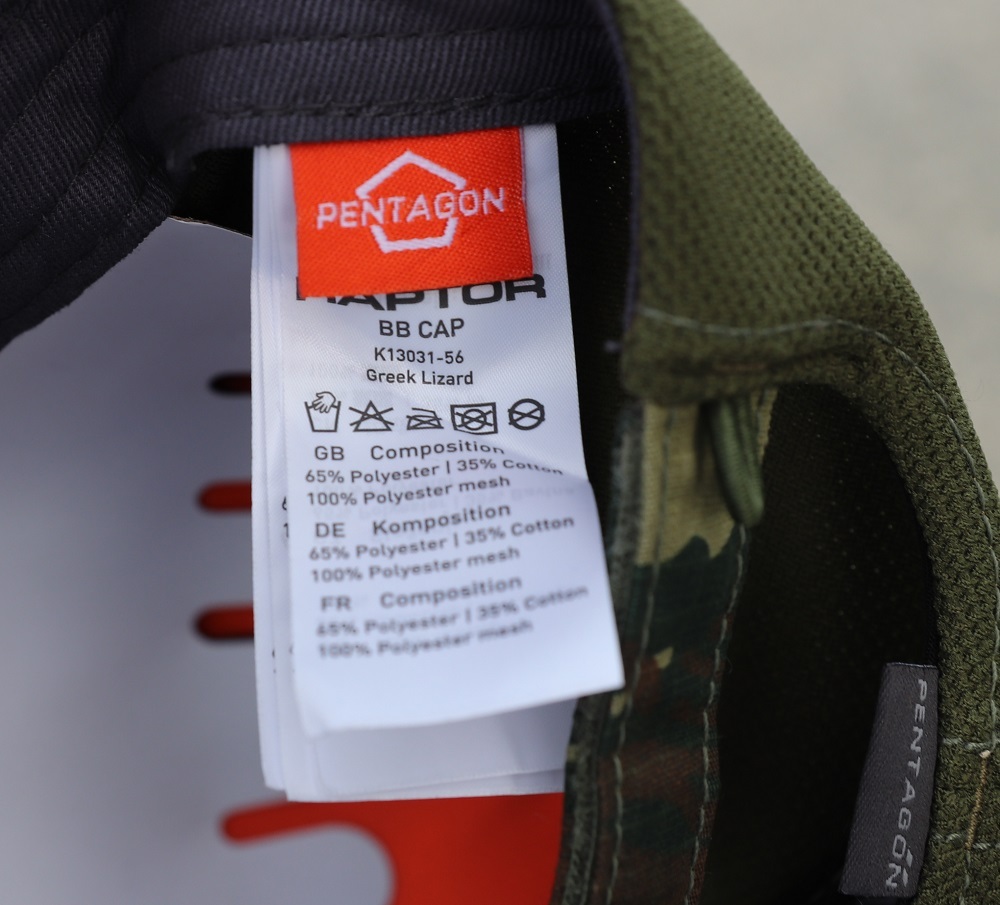 PENTAGON
RAPTOR
BB CAP
K13031-56
Greek Lizard
GB Composition
65% Polyester | 35% Cotton
100% Polyester mesh
DE Komposition
65% Polyester | 35% Cotton
100% Polyester mesh
FR Composition
65% Polyester | 35% Cotton
100% Polyester mesh
PENTAGON